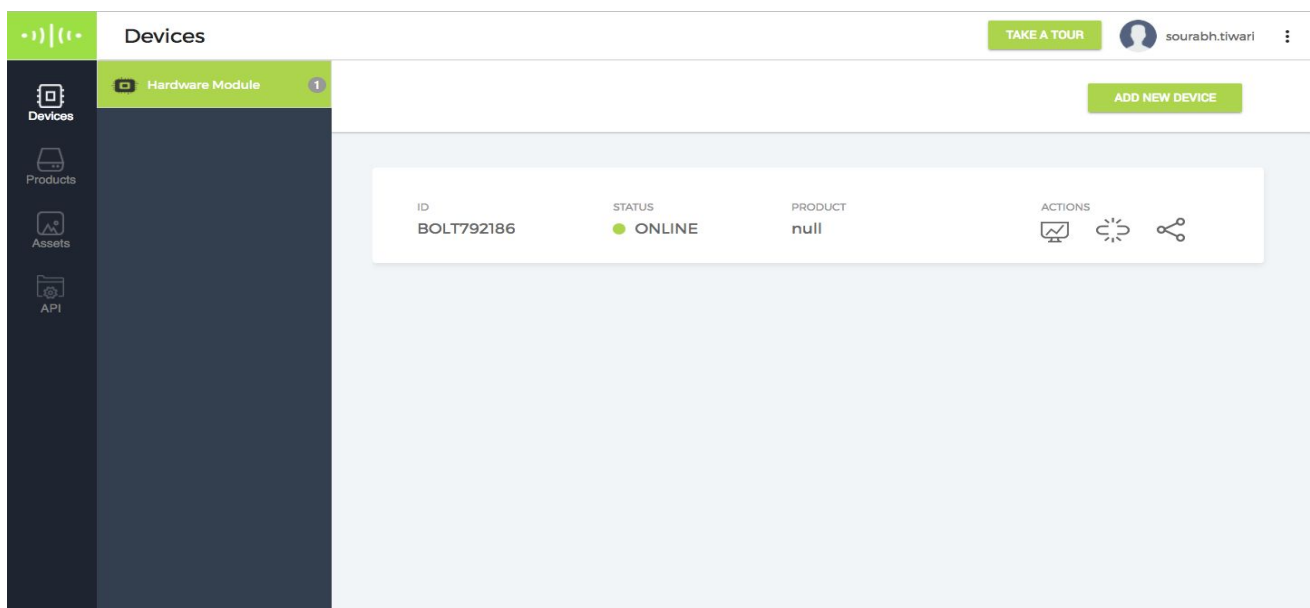 Devices
TAKE A TOUR
sourabh.tiwari
Devices
Products
Assets
API
Hardware Module 1
ADD NEW DEVICE
ID STATUS PRODUCT ACTIONS
BOLT792186 ONLINE null